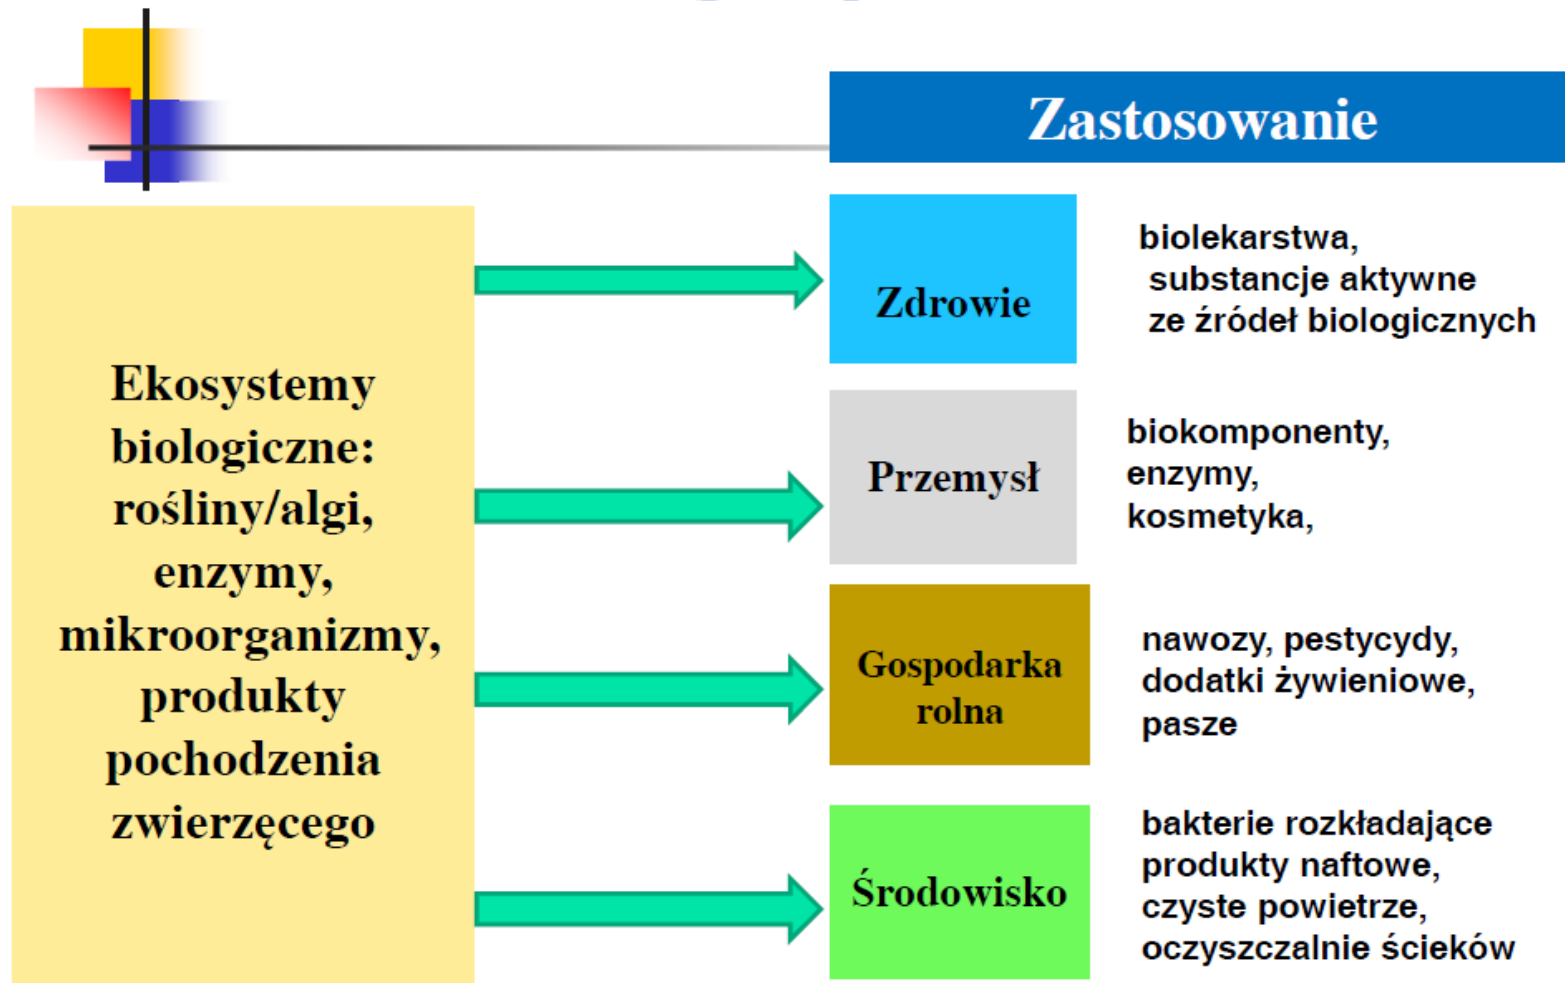 Zastosowanie
Ekosystemy
biologiczne:
rośliny/algi,
enzymy,
mikroorganizmy,
produkty
pochodzenia
zwierzęcego
Zdrowie
biolekarstwa,
substancje aktywne
ze źródeł biologicznych
Przemysł
biokomponenty,
enzymy,
kosmetyka,
Gospodarka
rolna
nawozy, pestycydy,
dodatki żywieniowe,
pasze
Środowisko
bakterie rozkładające
produkty naftowe,
czyste powietrze,
oczyszczalnie ścieków